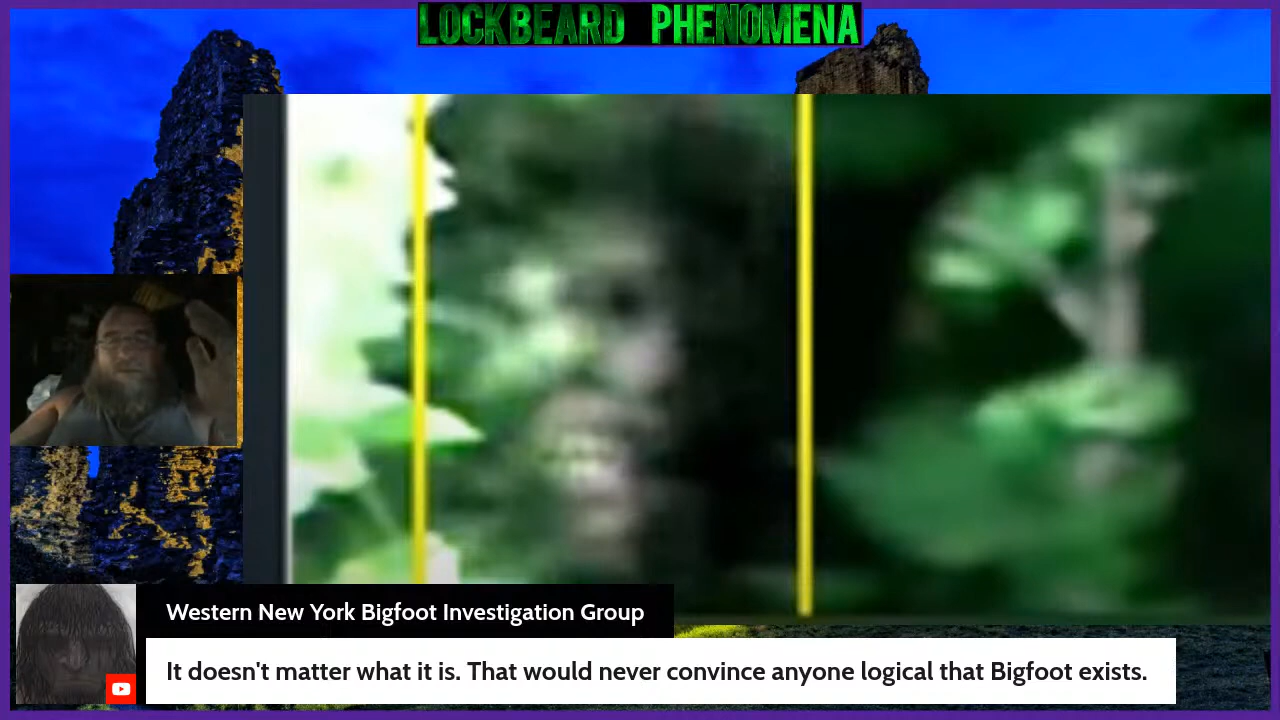 LOCKBEARD PHENOMENA
Western New York Bigfoot Investigation Group
It doesn't matter what it is. That would never convince anyone logical that Bigfoot exists.